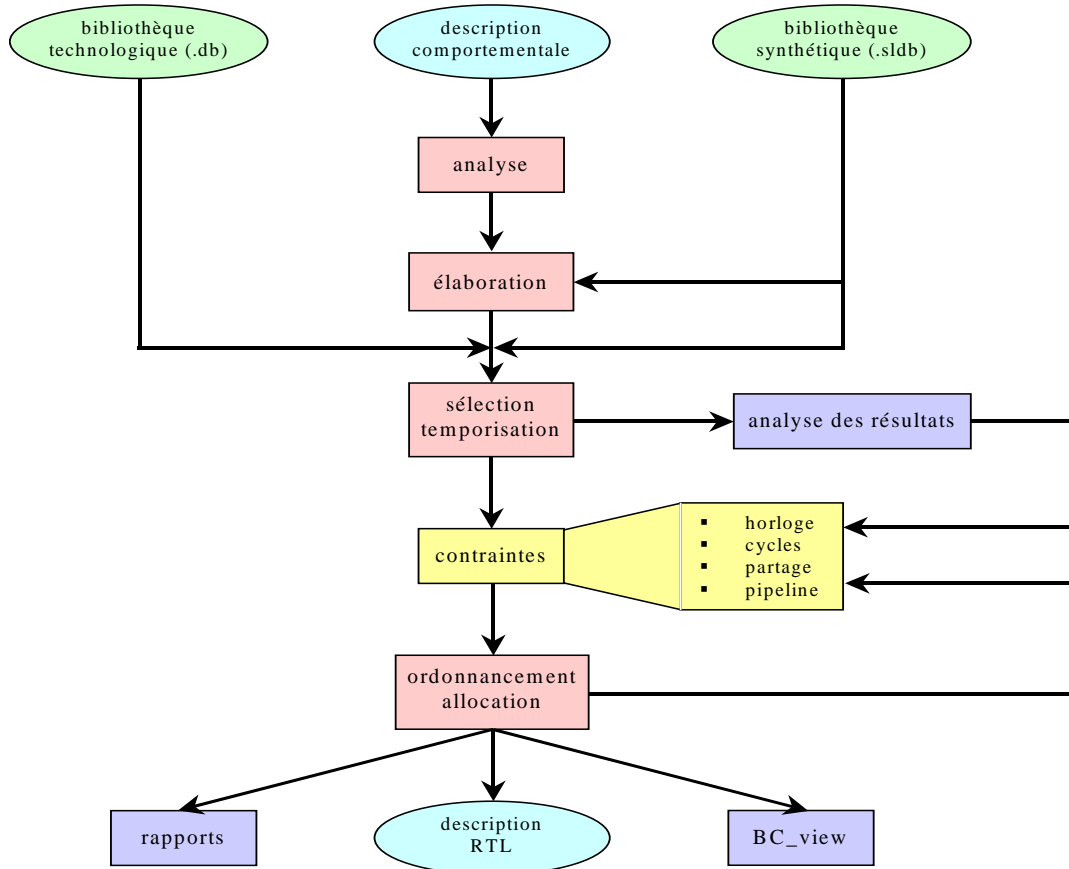 bibliothèque
technologique (.db)
description
comportementale
bibliothèque
synthétique (.sldb)
analyse
élaboration
sélection
temporisation
analyse des résultats
contraintes
▪ horloge
▪ cycles
▪ partage
▪ pipeline
ordonnancement
allocation
rapports
description
RTL
BC_view